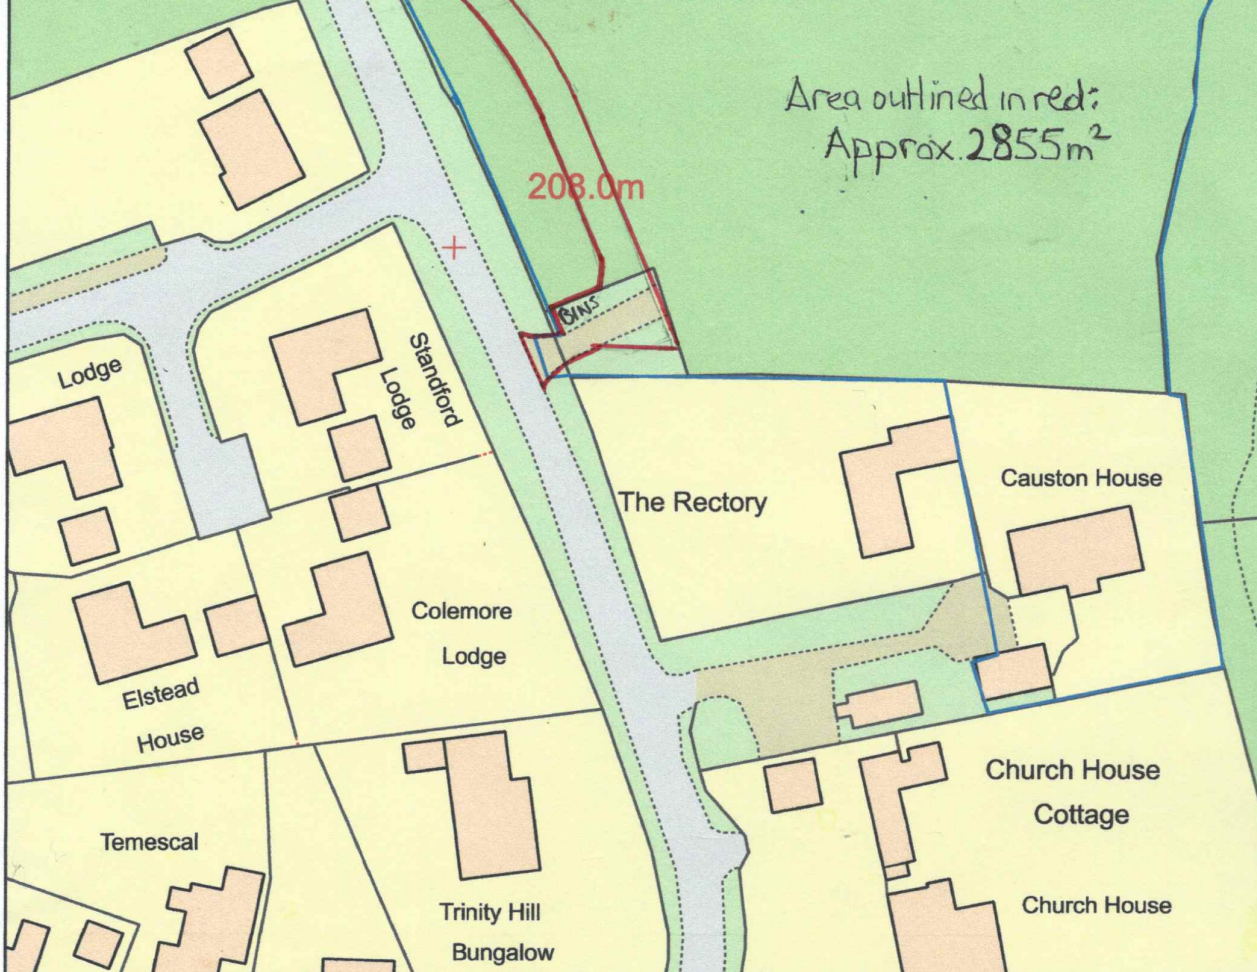 Area outlined in red:
Approx. 2855m²
208.0m
BINS
Lodge
Standford
Lodge
The Rectory
Causton House
Colemore
Lodge
Elstead
House
Church House
Cottage
Temescal
Church House
Trinity Hill
Bungalow